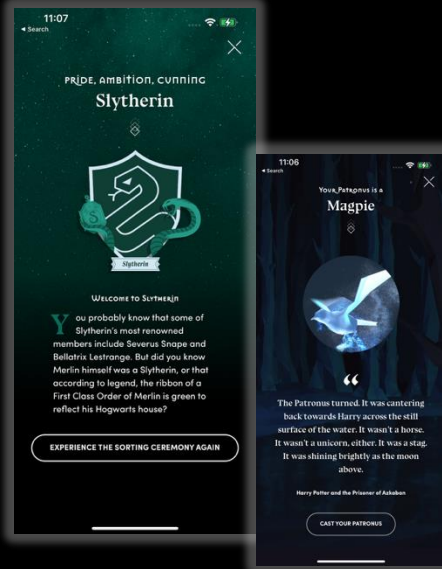 11:07
◄ Search
PRIDE, AMBITION, CUNNING
Slytherin
S
Slytherin
WELCOME TO SLYTHERIN
You probably know that some of
Slytherin's most renowned
members include Severus Snape and
Bellatrix Lestrange. But did you know
Merlin himself was a Slytherin, or that
according to legend, the ribbon of a
First Class Order of Merlin is green to
reflect his Hogwarts house?
EXPERIENCE THE SORTING CEREMONY AGAIN
11:06
◄ Search
YOUR PATRONUS IS A
Magpie
“
The Patronus turned. It was cantering
back towards Harry across the still
surface of the water. It wasn't a horse.
It wasn't a unicorn, either. It was a stag.
It was shining brightly as the moon
above.
Harry Potter and the Prisoner of Azkaban
CAST YOUR PATRONUS